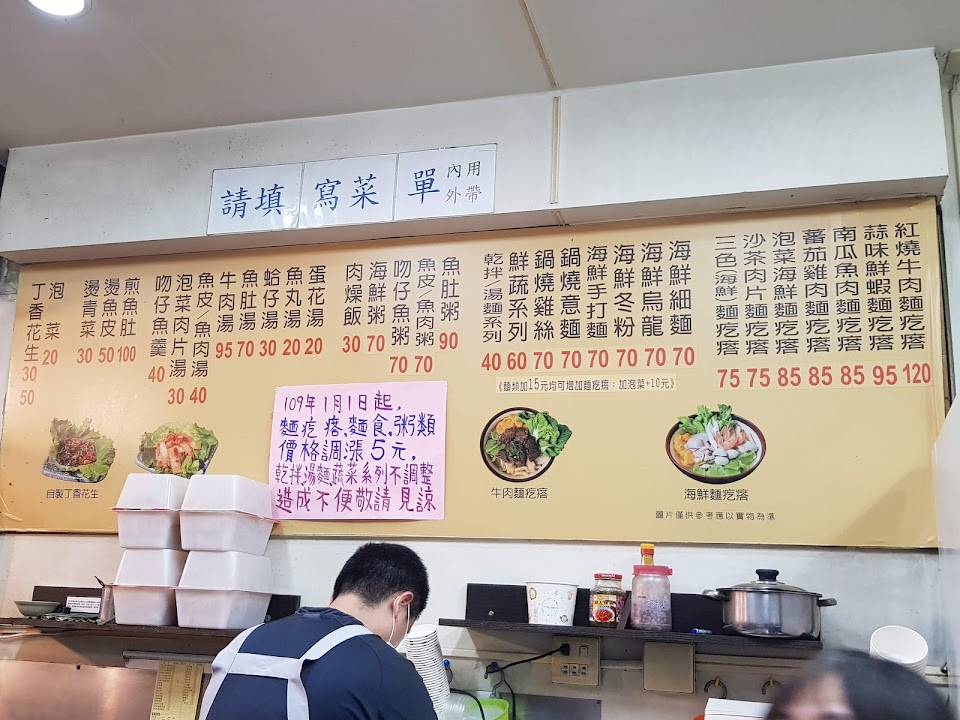 請填寫菜單
內用
外帶
紅燒牛肉麵疙瘩 120
蒜味鮮蝦麵疙瘩 95
南瓜魚肉麵疙瘩 85
蕃茄雞肉麵疙瘩 85
泡菜海鮮麵疙瘩 85
沙茶肉片麵疙瘩 75
三色(海鮮)麵疙瘩 75
海鮮細麵 70
海鮮烏龍 70
海鮮冬粉 70
海鮮手打麵 70
鍋燒意麵 70
鍋燒雞絲 70
鮮蔬系列 60
乾拌/湯麵系列 40
《麵類加15元均可增加麵疙瘩:加泡菜+10元》
魚肚粥 90
魚皮/魚肉粥 70
吻仔魚粥 70
海鮮粥 70
肉燥飯 30
蛋花湯 20
魚丸湯 20
蛤仔湯 30
魚肚湯 70
牛肉湯 95
魚皮/魚肉湯 40
泡菜肉片湯 30
吻仔魚羹 40
煎魚肚 100
燙魚皮 50
燙青菜 30
泡菜 20
丁香花生 30
50
109年1月1日起,
麵疙瘩、麵食、粥類
價格調漲5元,
乾拌湯麵蔬菜系列不調整
造成不便敬請見諒
自製丁香花生
牛肉麵疙瘩
海鮮麵疙瘩
圖片僅供參考應以實物為準